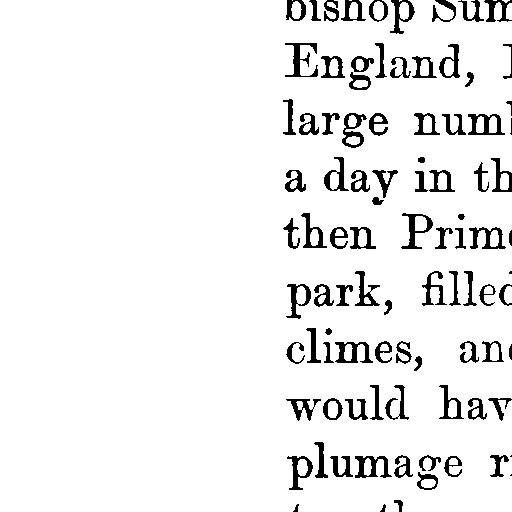 bishop Sum
England,
large num
a day in th
then Prim
park, filled
climes, an
would hav
plumage r